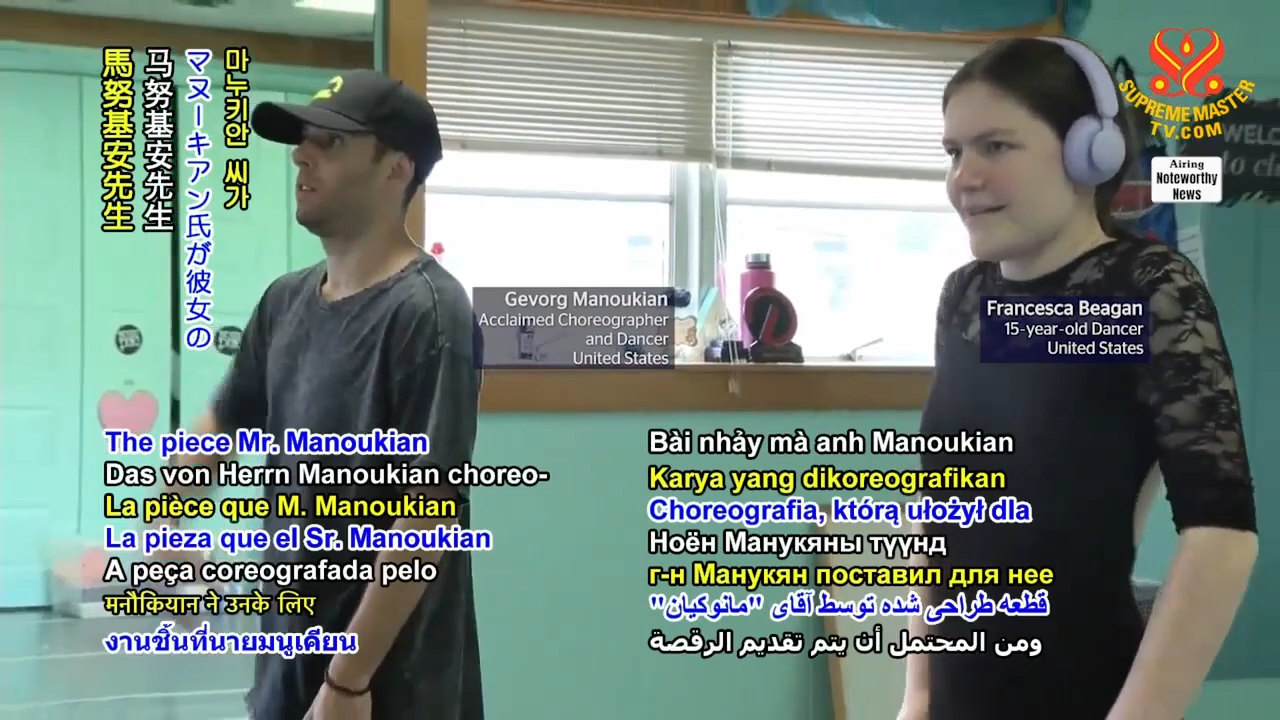 馬努基安先生
马努基安先生
マヌーキアン氏が彼女の
마누키안 씨가
SUPREME MASTER
TV.COM
WELC
to cl
Airing
Noteworthy
News
Gevorg Manoukian
Acclaimed Choreographer
and Dancer
United States
Francesca Beagan
15-year-old Dancer
United States
The piece Mr. Manoukian
Das von Herrn Manoukian choreo-
La pièce que M. Manoukian
La pieza que el Sr. Manoukian
A peça coreografada pelo
मनौकियान ने उनके लिए
งานชิ้นที่นายมนูเคียน
Bài nhảy mà anh Manoukian
Karya yang dikoreografikan
Choreografia, którą ułożył dla
Ноён Манукяны түүнд
г-н Манукян поставил для нее
قطعه طراحی شده توسط آقای "مانوکیان"
ومن المحتمل أن يتم تقديم الرقصة